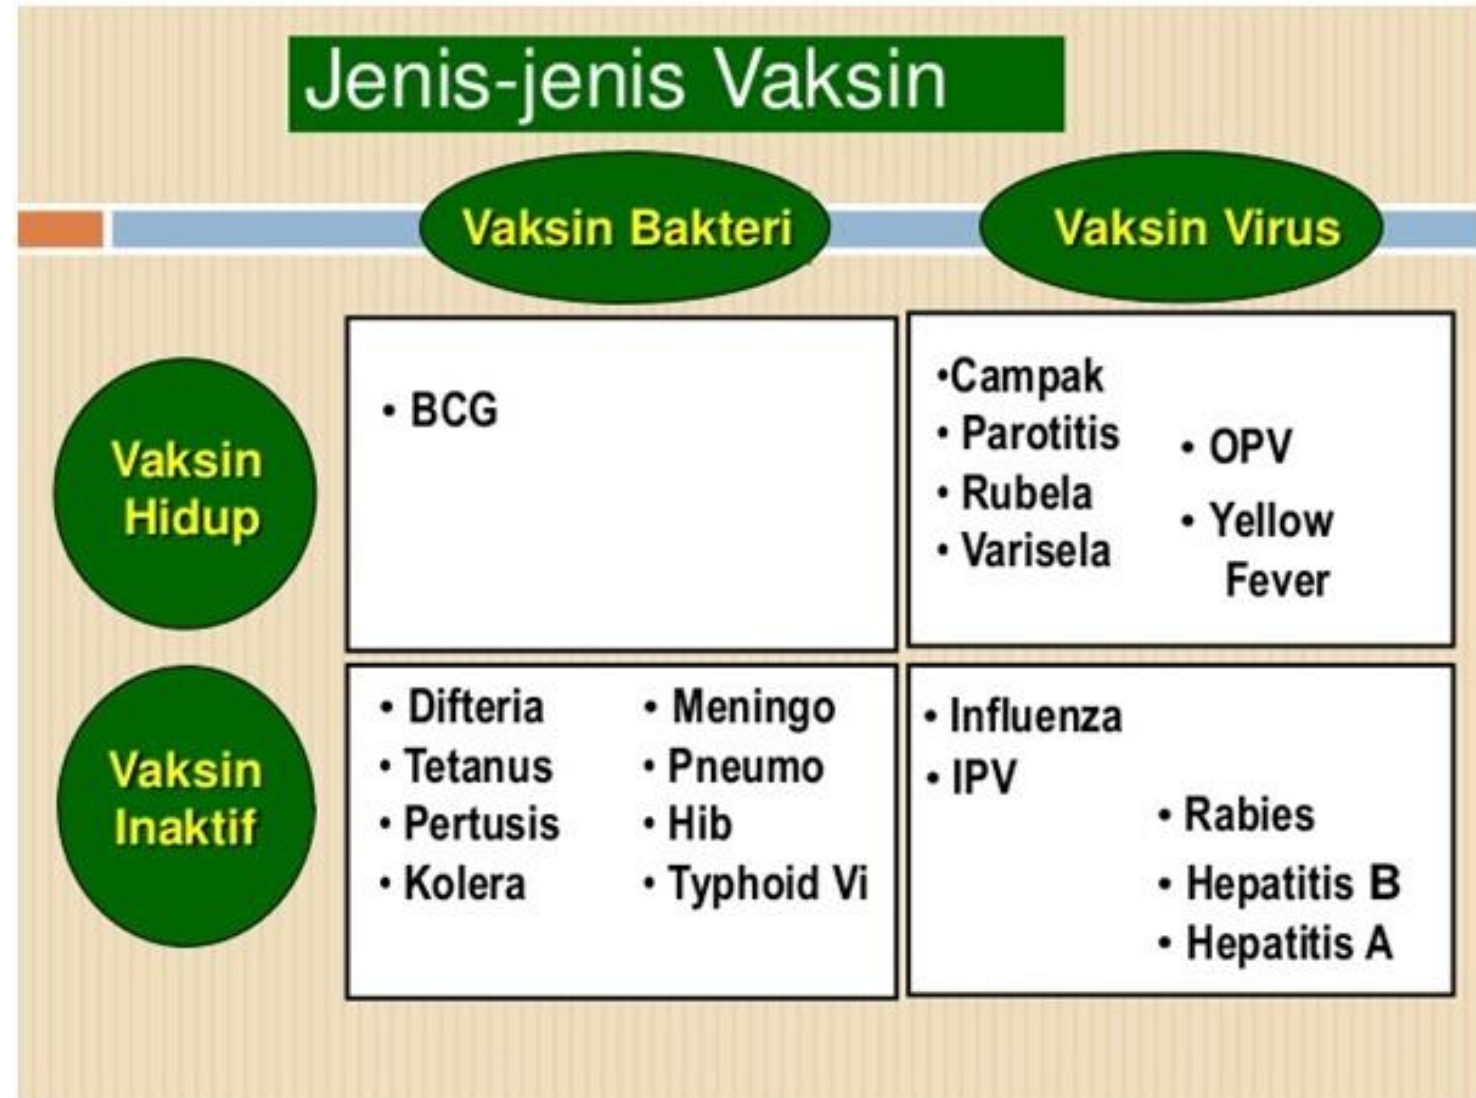 Jenis-jenis Vaksin
Vaksin Bakteri
Vaksin Virus
Vaksin
Hidup
• BCG
•Campak
• Parotitis
• Rubela
• Varisela
• OPV
• Yellow
Fever
Vaksin
Inaktif
• Difteria
• Tetanus
• Pertusis
• Kolera
• Meningo
• Pneumo
• Hib
• Typhoid Vi
• Influenza
• IPV
• Rabies
• Hepatitis B
• Hepatitis A